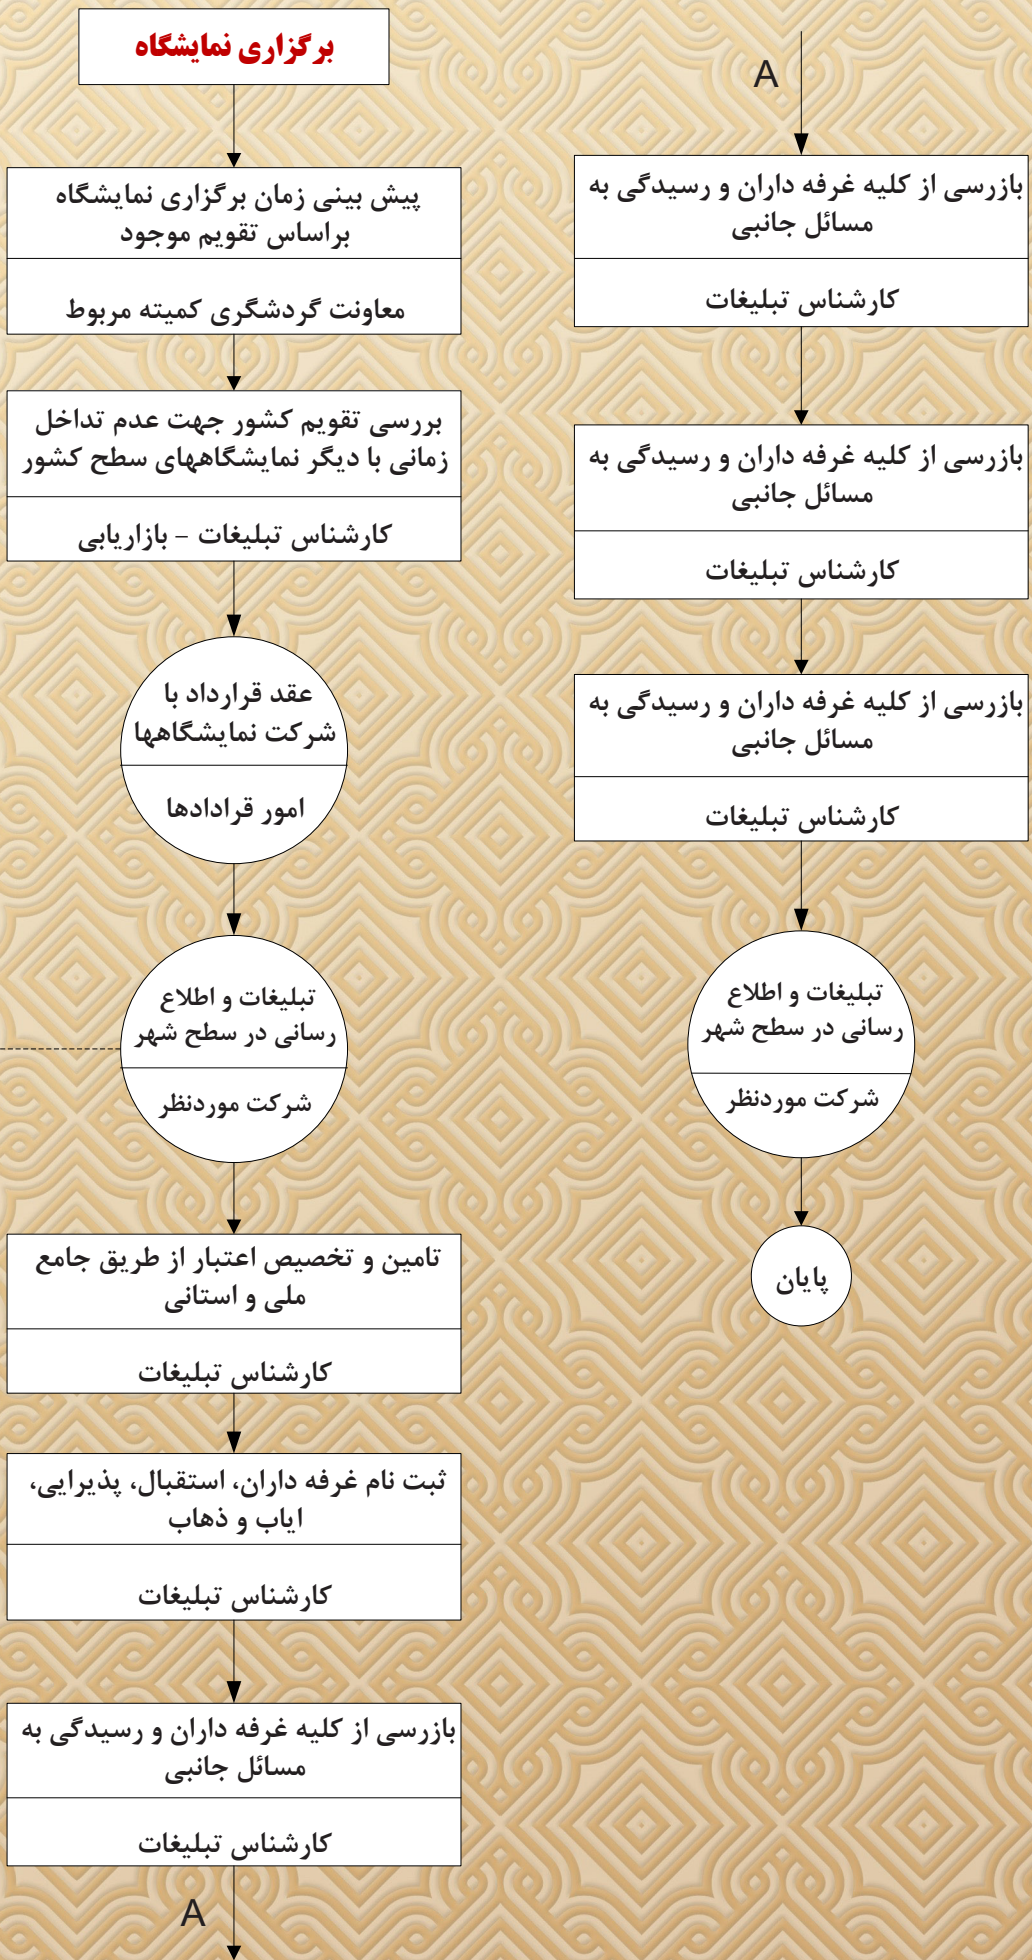 برگزاری نمایشگاه
پیش بینی زمان برگزاری نمایشگاه
براساس تقویم موجود
معاونت گردشگری کمیته مربوط
بررسی تقویم کشور جهت عدم تداخل
زمانی با دیگر نمایشگاههای سطح کشور
کارشناس تبلیغات – بازاریابی
عقد قرارداد با
شرکت نمایشگاهها
امور قرادادها
تبلیغات و اطلاع
رسانی در سطح شهر
شرکت موردنظر
تامین و تخصیص اعتبار از طریق جامع
ملی و استانی
کارشناس تبلیغات
ثبت نام غرفه داران، استقبال، پذیرایی،
ایاب و ذهاب
کارشناس تبلیغات
بازرسی از کلیه غرفه داران و رسیدگی به
مسائل جانبی
کارشناس تبلیغات
A
A
بازرسی از کلیه غرفه داران و رسیدگی به
مسائل جانبی
کارشناس تبلیغات
بازرسی از کلیه غرفه داران و رسیدگی به
مسائل جانبی
کارشناس تبلیغات
بازرسی از کلیه غرفه داران و رسیدگی به
مسائل جانبی
کارشناس تبلیغات
تبلیغات و اطلاع
رسانی در سطح شهر
شرکت موردنظر
پایان